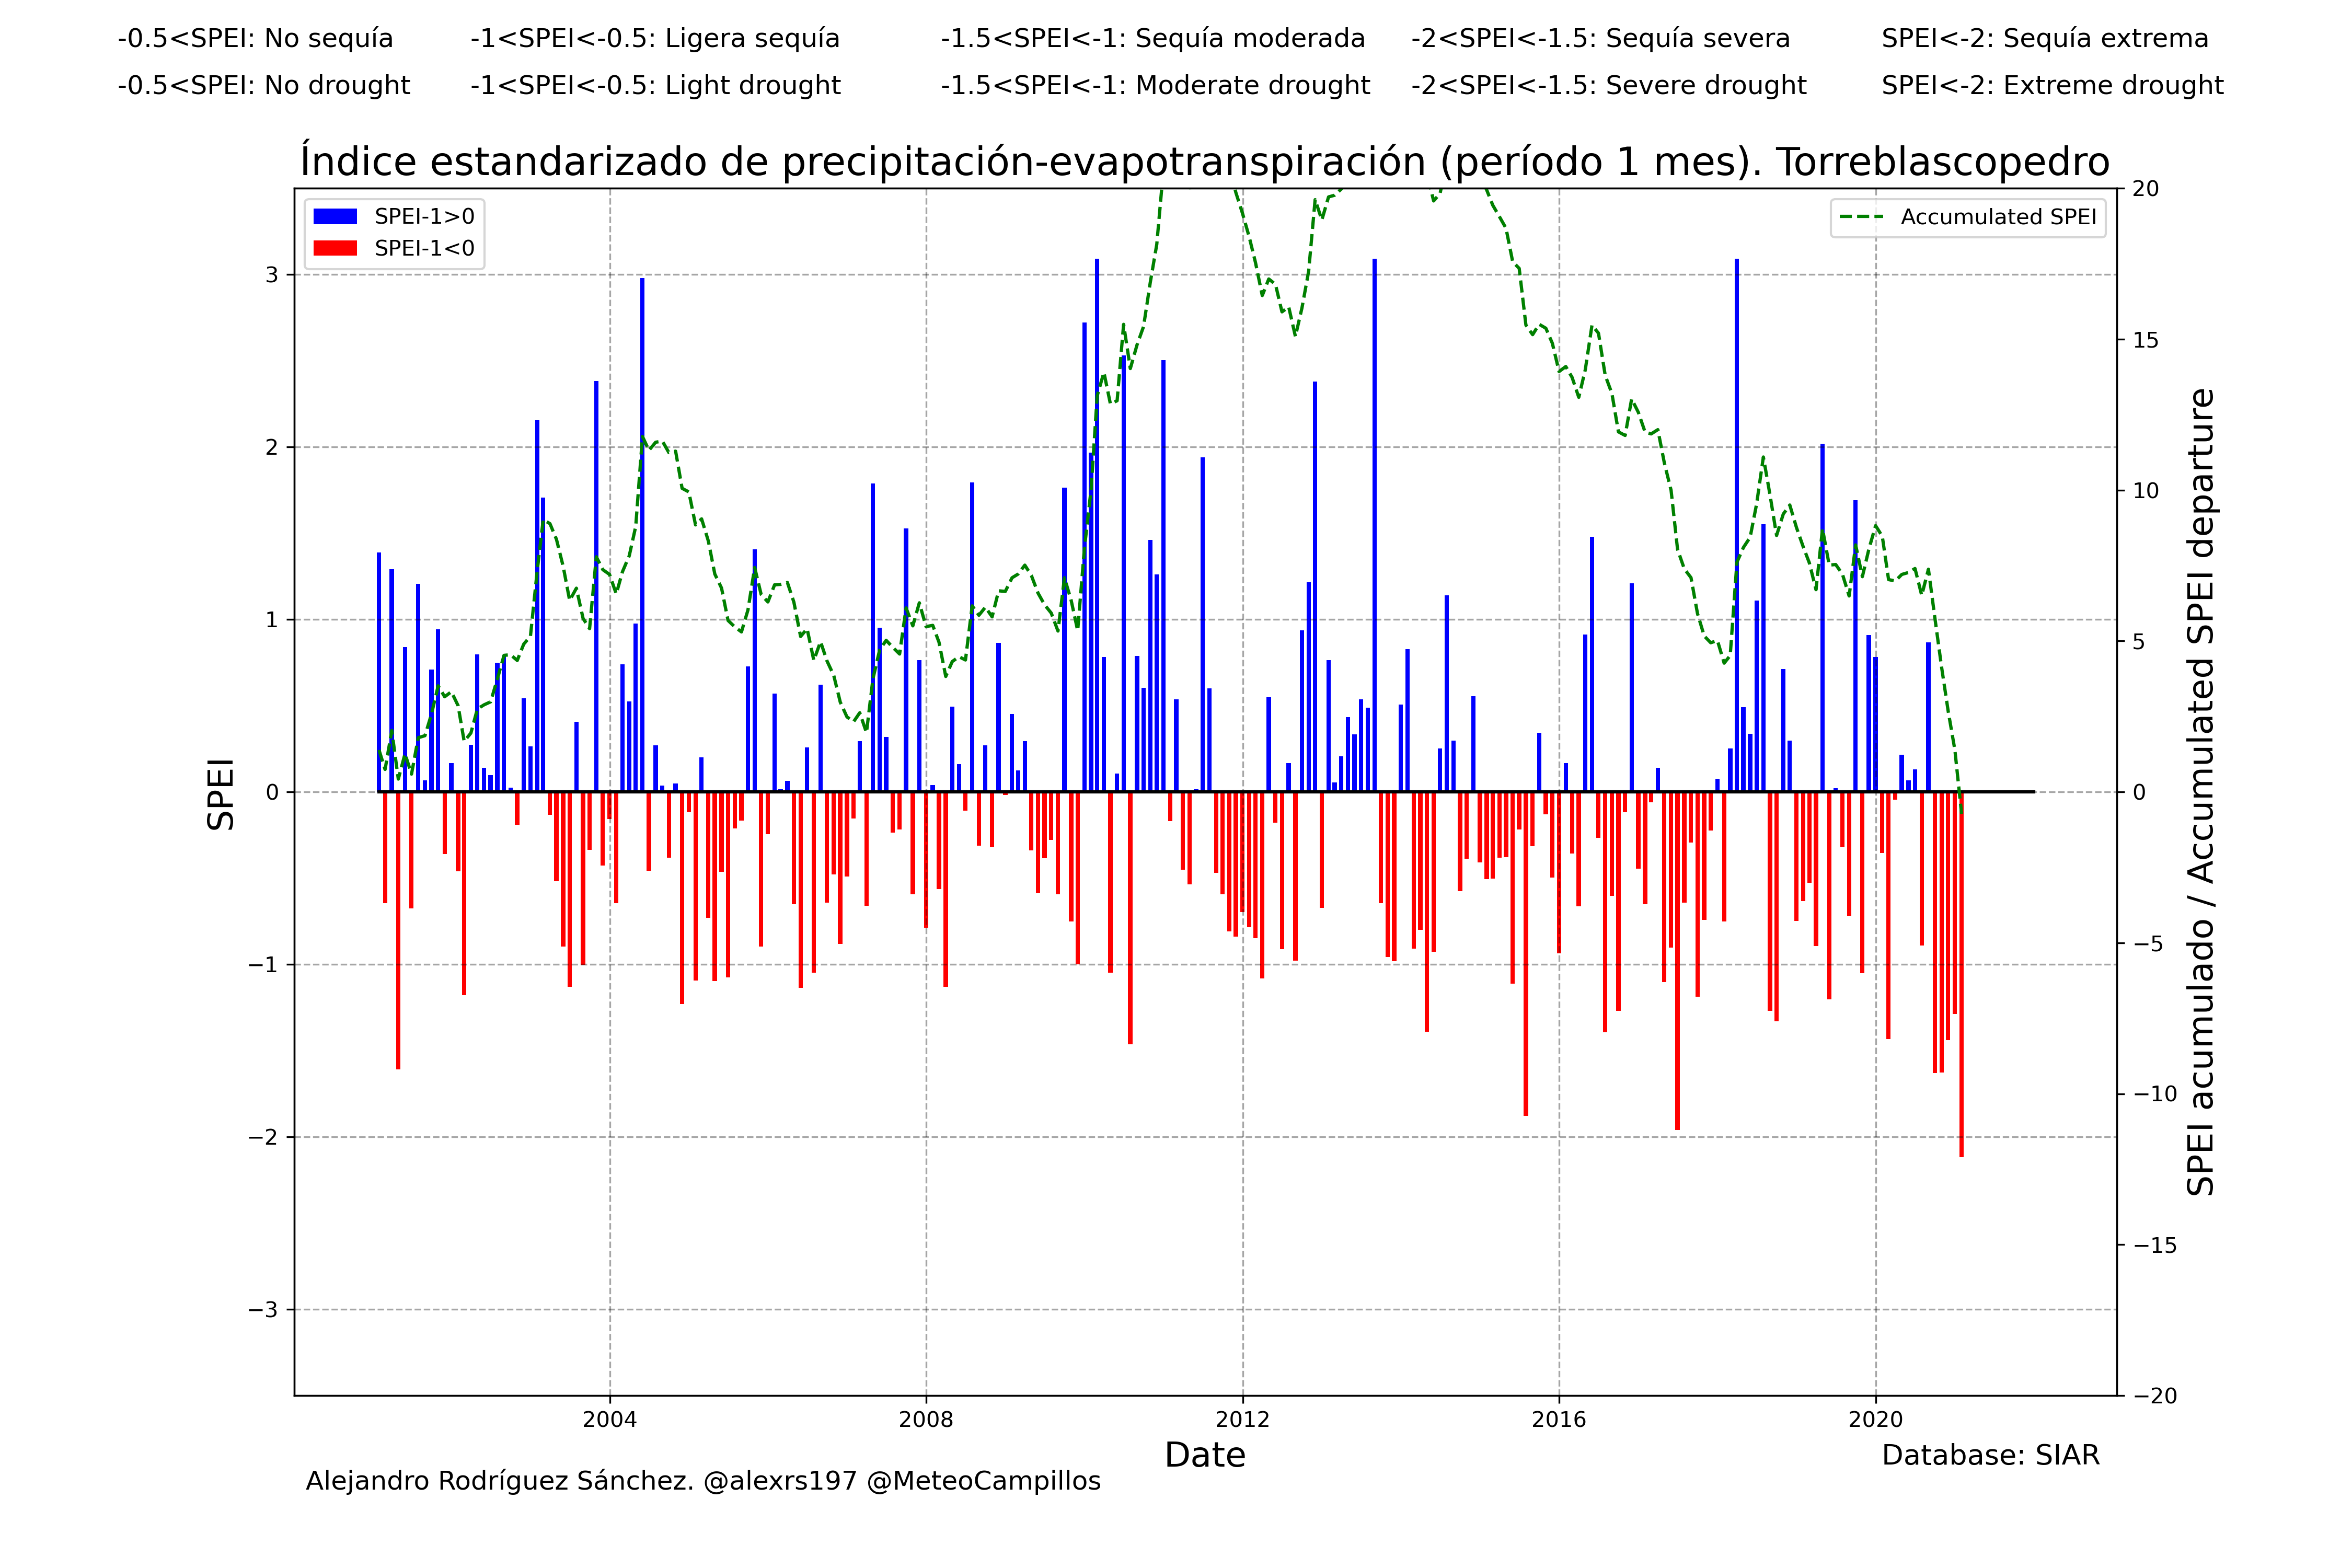 -0.5<SPEI: No sequía -1<SPEI<-0.5: Ligera sequía -1.5<SPEI<-1: Sequía moderada -2<SPEI<-1.5: Sequía severa SPEI<-2: Sequía extrema
-0.5<SPEI: No drought -1<SPEI<-0.5: Light drought -1.5<SPEI<-1: Moderate drought -2<SPEI<-1.5: Severe drought SPEI<-2: Extreme drought
Índice estandarizado de precipitación-evapotranspiración (período 1 mes). Torreblascopedro
SPEI-1>0
SPEI-1<0
Accumulated SPEI
SPEI
3
2
1
0
−1
−2
−3
20
15
10
5
0
−5
−10
−15
−20
SPEI acumulado / Accumulated SPEI departure
2004 2008 2012 2016 2020
Date
Database: SIAR
Alejandro Rodríguez Sánchez. @alexrs197 @MeteoCampillos